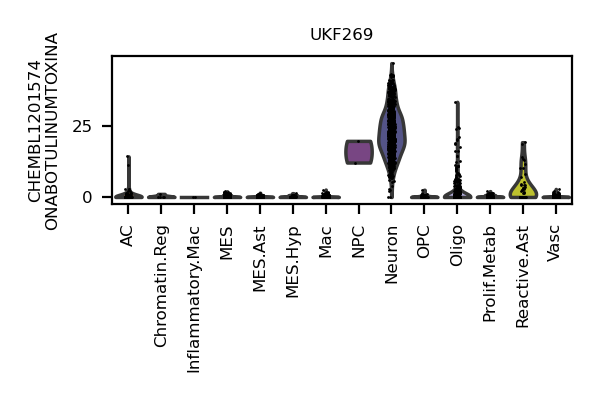 UKF269
CHEMBL1201574
ONABOTULINUMTOXINA
25
0
AC
Chromatin.Reg
Inflammatory.Mac
MES
MES.Ast
MES.Hyp
Mac
NPC
Neuron
OPC
Oligo
Prolif.Metab
Reactive.Ast
Vasc